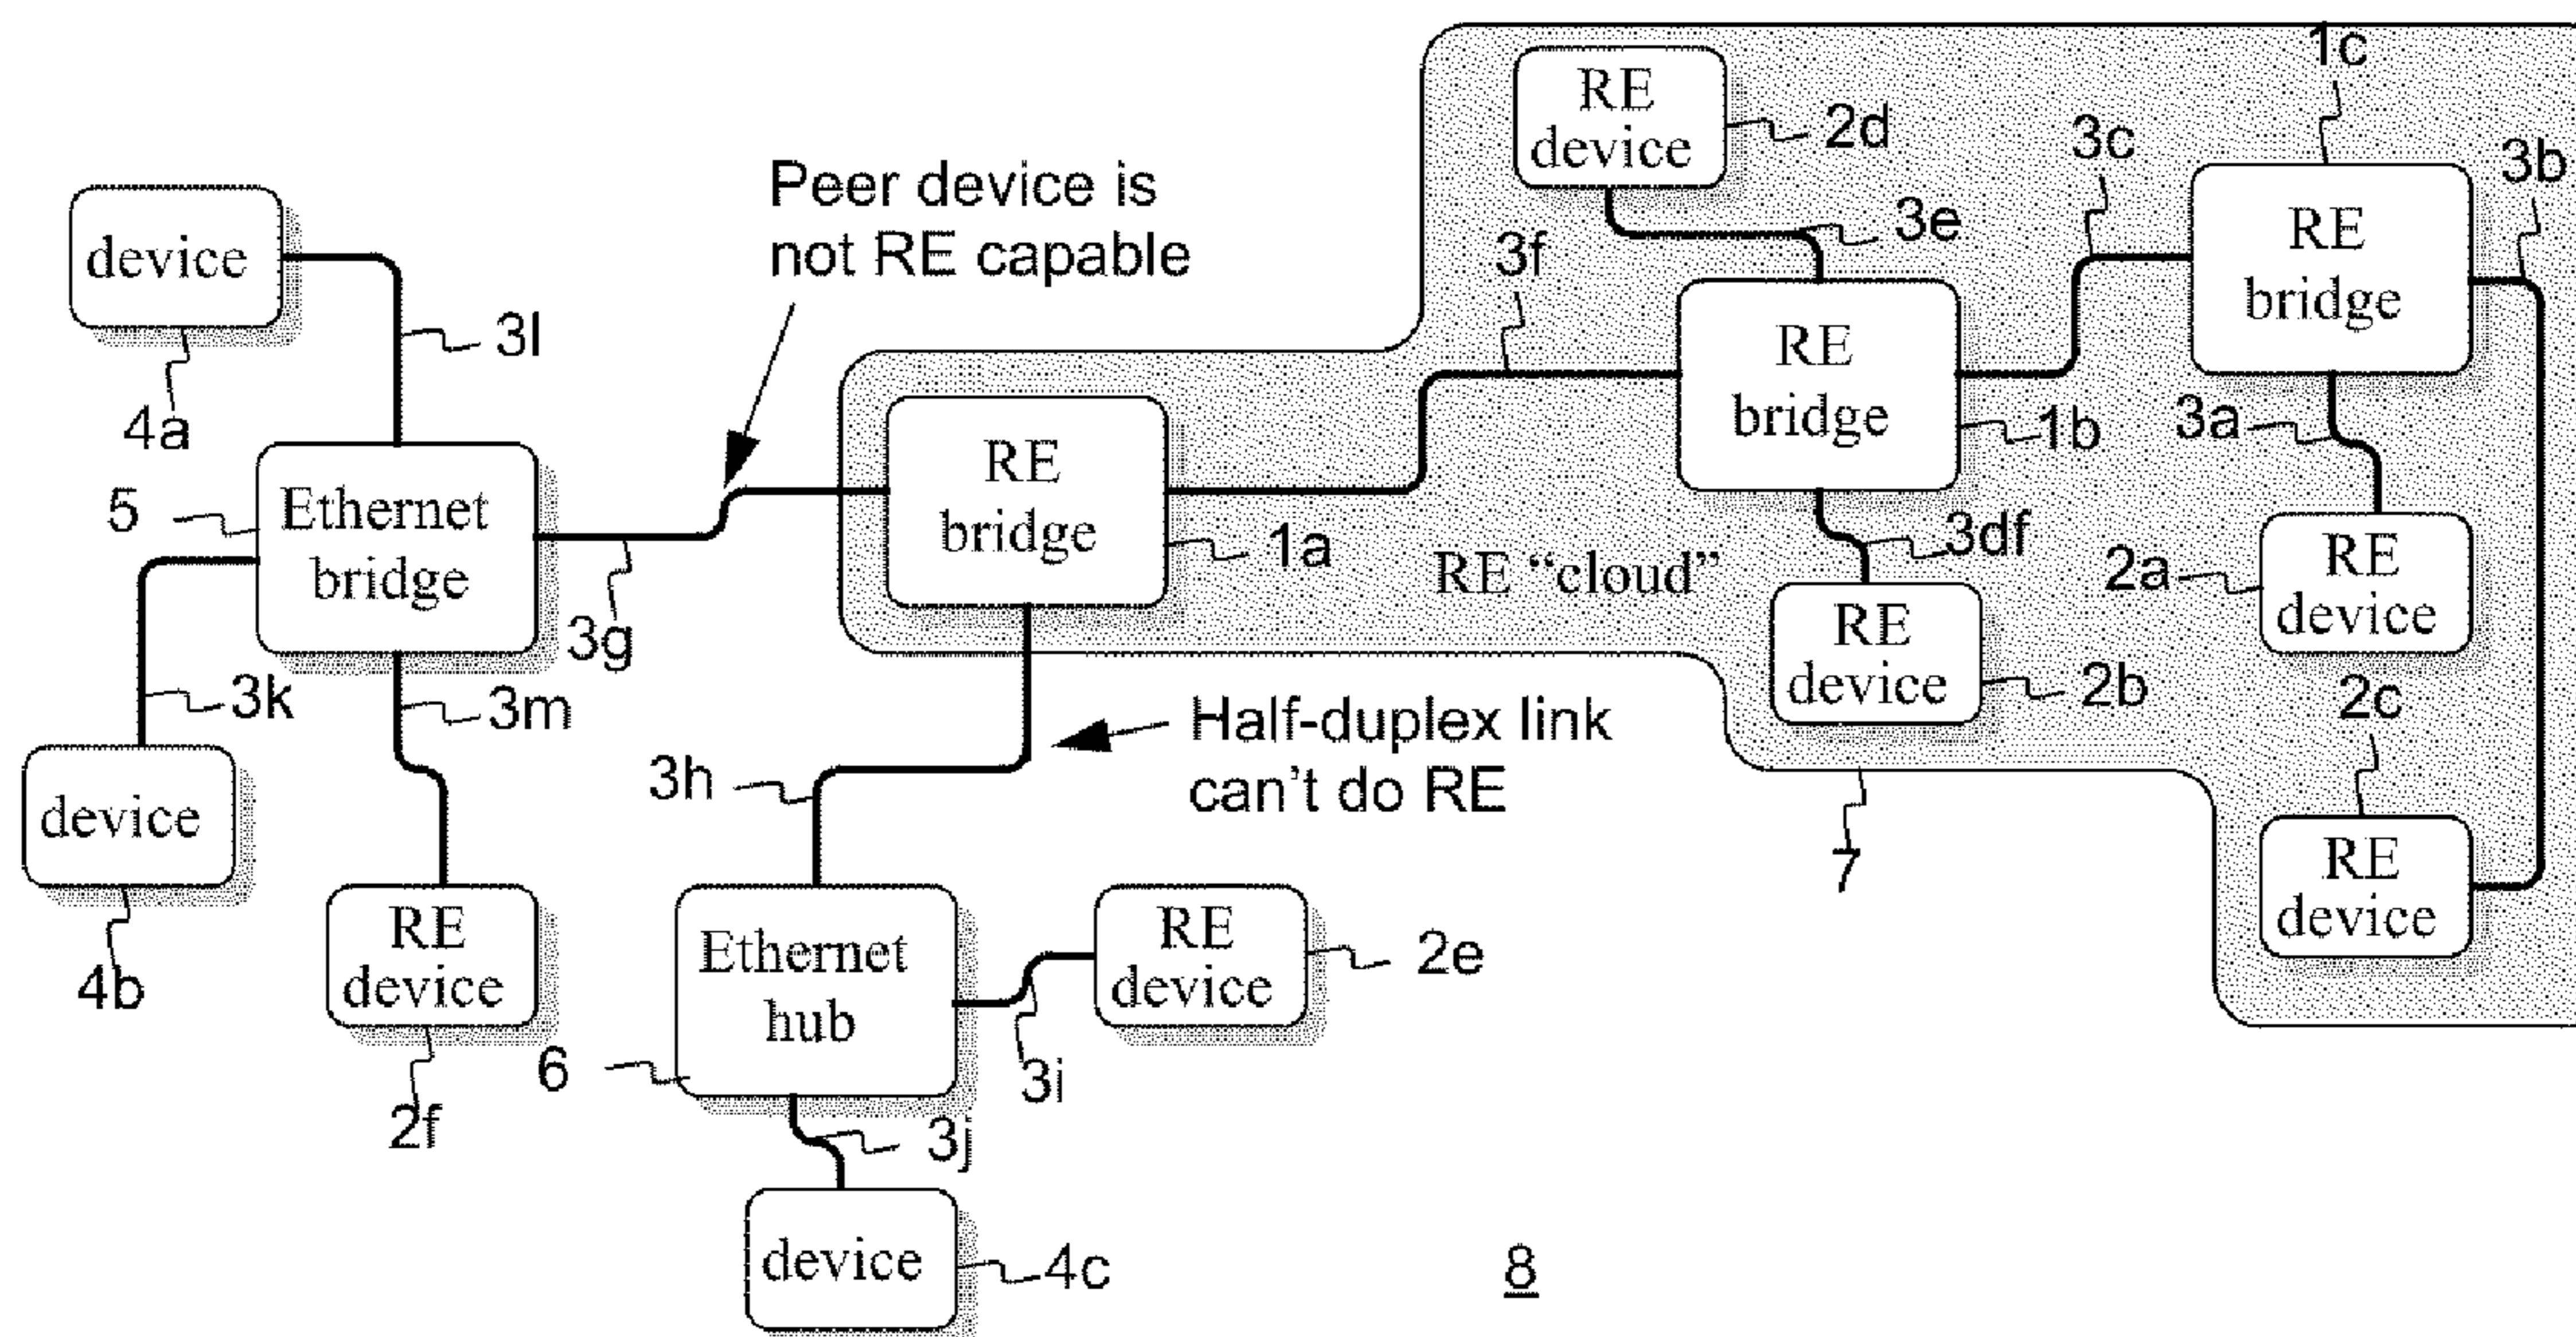 1c
RE
device
2d
3c
3b
Peer device is
not RE capable
device
3e
RE
bridge
3f
3l
RE
bridge
4a
RE
bridge
1b
3a
5
Ethernet
bridge
1a
3df
RE “cloud”
2a
RE
device
3g
RE
device
2b
3k
3m
2c
Half-duplex link
can’t do RE
3h
device
7
RE
device
4b
RE
device
Ethernet
hub
RE
device
2e
6
3i
2f
3j
device
4c
8